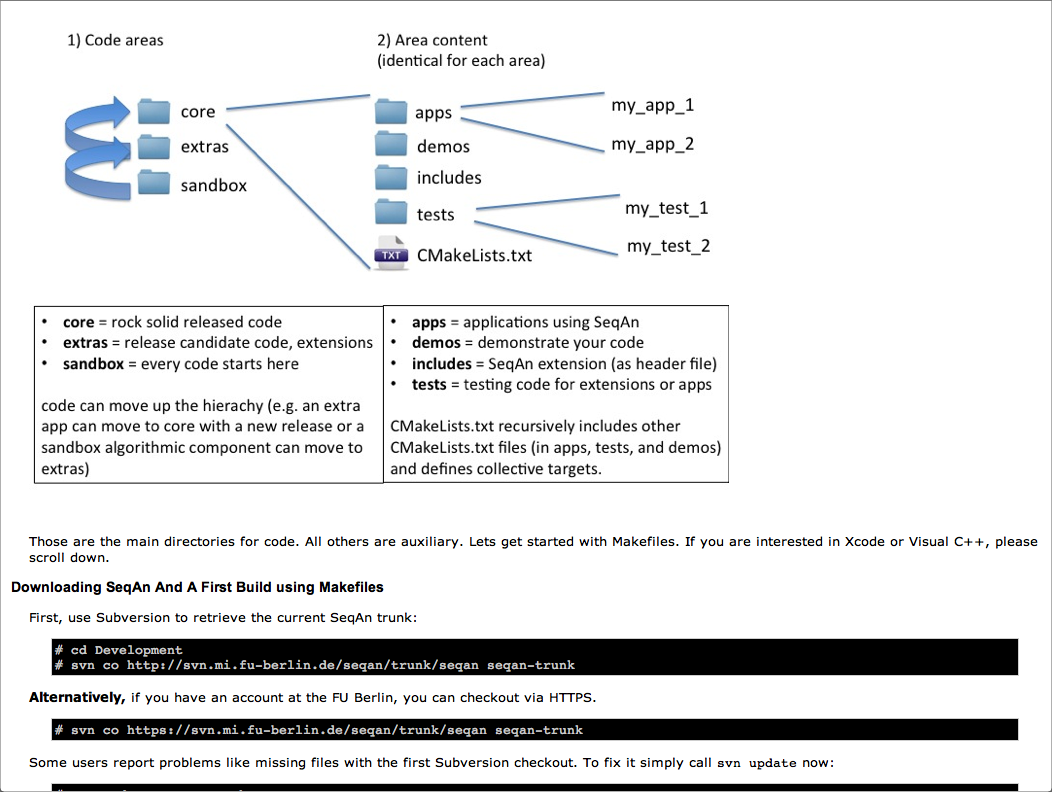 1) Code areas
2) Area content
(identical for each area)
core
extras
sandbox
apps
demos
includes
tests
TXT
CMakeLists.txt
my_app_1
my_app_2
my_test_1
my_test_2
• core = rock solid released code
• extras = release candidate code, extensions
• sandbox = every code starts here
code can move up the hierachy (e.g. an extra
app can move to core with a new release or a
sandbox algorithmic component can move to
extras)
• apps = applications using SeqAn
• demos = demonstrate your code
• includes = SeqAn extension (as header file)
• tests = testing code for extensions or apps
CMakeLists.txt recursively includes other
CMakeLists.txt files (in apps, tests, and demos)
and defines collective targets.
Those are the main directories for code. All others are auxiliary. Lets get started with Makefiles. If you are interested in Xcode or Visual C++, please
scroll down.
Downloading SeqAn And A First Build using Makefiles
First, use Subversion to retrieve the current SeqAn trunk:
# cd Development
# svn co http://svn.mi.fu-berlin.de/seqan/trunk/seqan seqan-trunk
Alternatively, if you have an account at the FU Berlin, you can checkout via HTTPS.
# svn co https://svn.mi.fu-berlin.de/seqan/trunk/seqan seqan-trunk
Some users report problems like missing files with the first Subversion checkout. To fix it simply call svn update now: